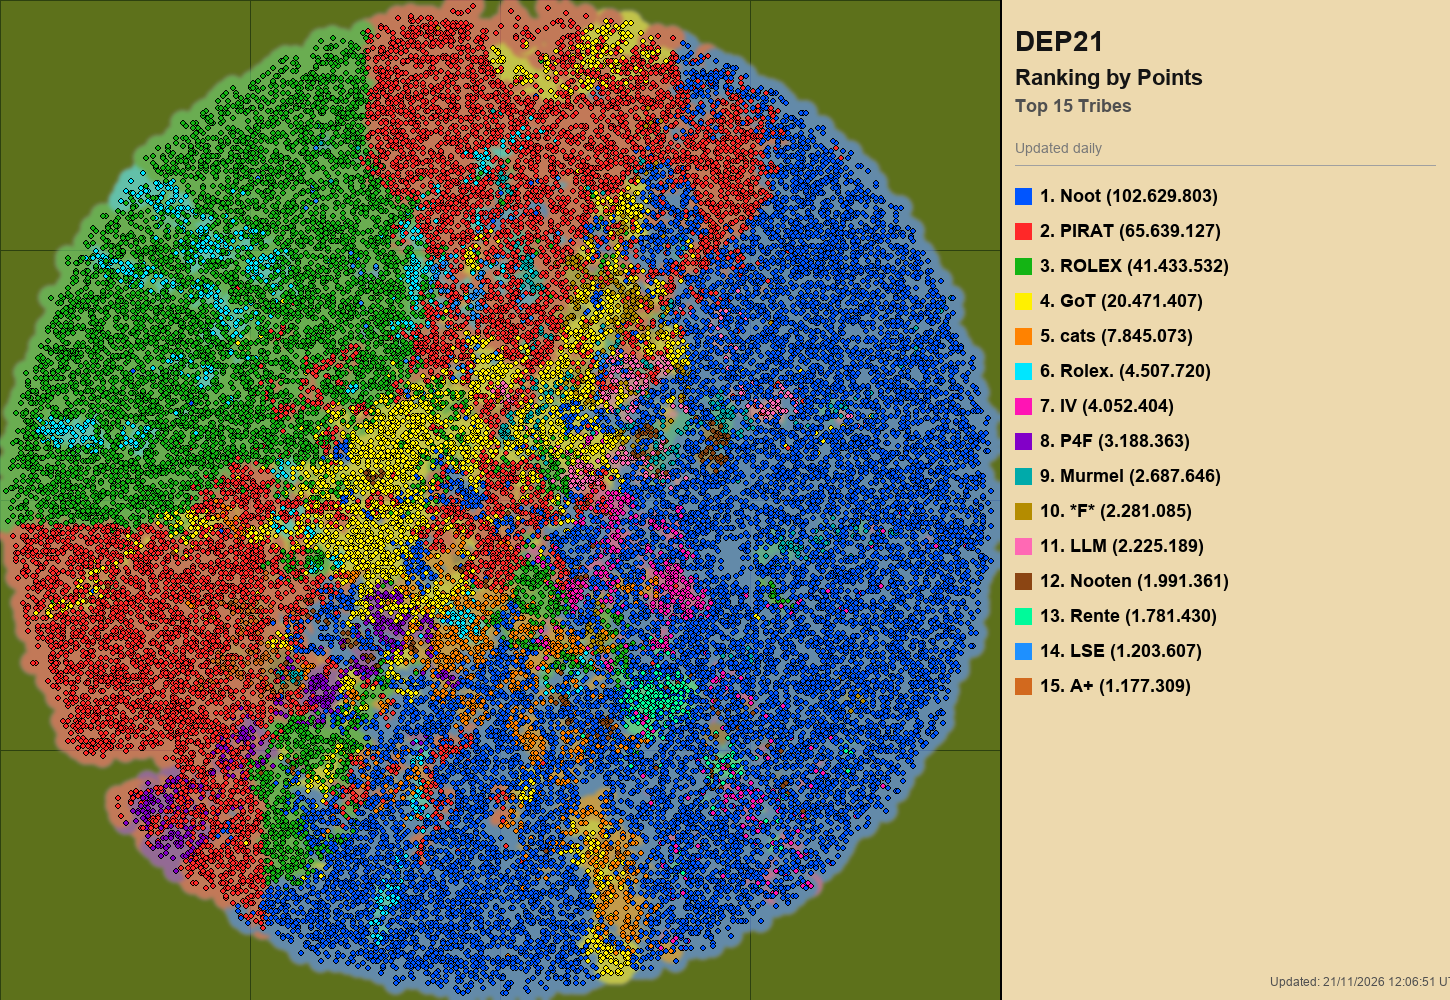 DEP21
Ranking by Points
Top 15 Tribes
Updated daily
1. Noot (102.629.803)
2. PIRAT (65.639.127)
3. ROLEX (41.433.532)
4. GoT (20.471.407)
5. cats (7.845.073)
6. Rolex. (4.507.720)
7. IV (4.052.404)
8. P4F (3.188.363)
9. Murmel (2.687.646)
10. *F* (2.281.085)
11. LLM (2.225.189)
12. Nooten (1.991.361)
13. Rente (1.781.430)
14. LSE (1.203.607)
15. A+ (1.177.309)
Updated: 21/11/2026 12:06:51